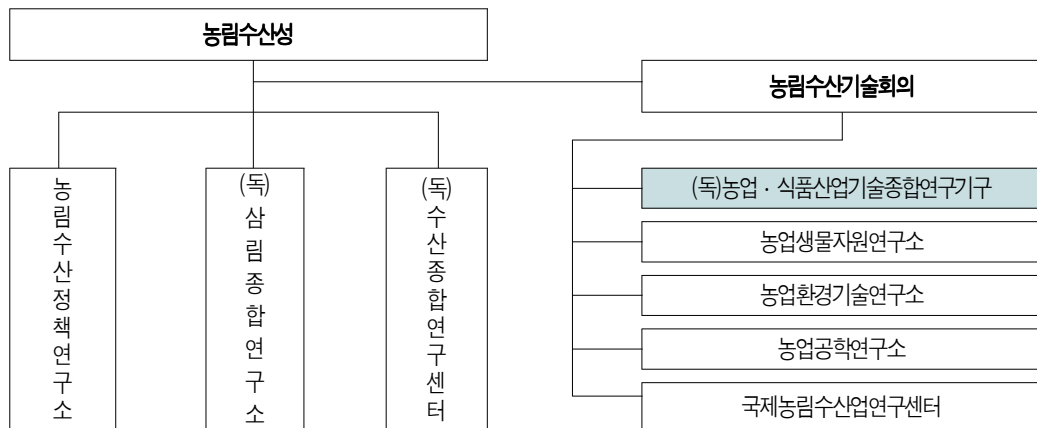 농림수산성
농림수산기술회의
농림수산정책연구소
(독)삼림종합연구소
(독)수산종합연구센터
(독)농업 · 식품산업기술종합연구기구
농업생물자원연구소
농업환경기술연구소
농업공학연구소
국제농림수산업연구센터